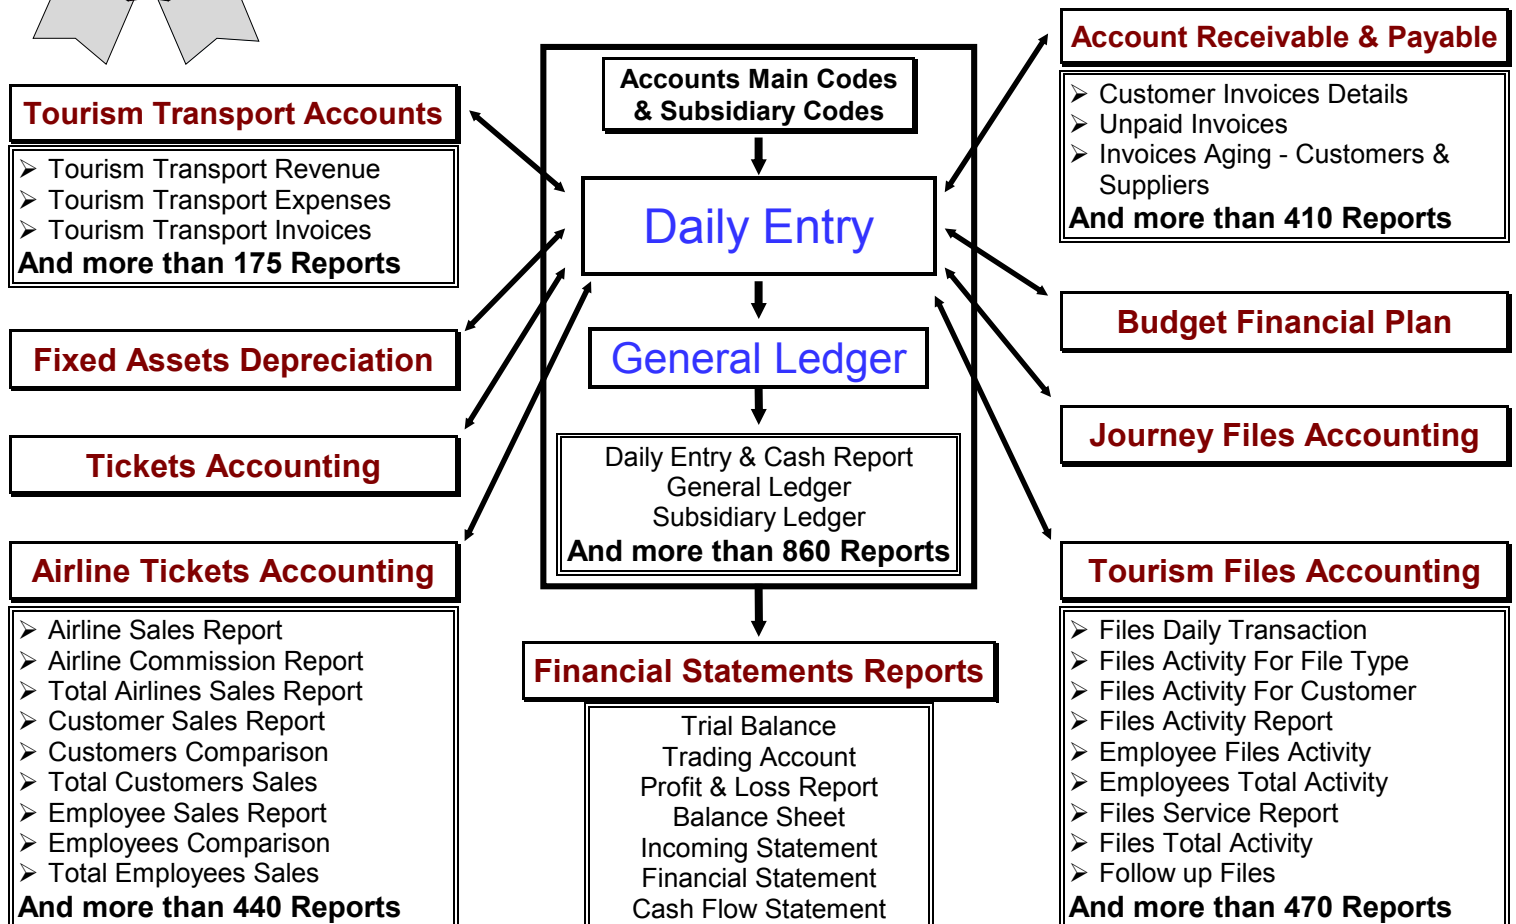 Tourism Transport Accounts
➢ Tourism Transport Revenue
➢ Tourism Transport Expenses
➢ Tourism Transport Invoices
And more than 175 Reports
Fixed Assets Depreciation
Tickets Accounting
Airline Tickets Accounting
➢ Airline Sales Report
➢ Airline Commission Report
➢ Total Airlines Sales Report
➢ Customer Sales Report
➢ Customers Comparison
➢ Total Customers Sales
➢ Employee Sales Report
➢ Employees Comparison
➢ Total Employees Sales
And more than 440 Reports
Accounts Main Codes
& Subsidiary Codes
Daily Entry
General Ledger
Daily Entry & Cash Report
General Ledger
Subsidiary Ledger
And more than 860 Reports
Financial Statements Reports
Trial Balance
Trading Account
Profit & Loss Report
Balance Sheet
Incoming Statement
Financial Statement
Cash Flow Statement
Account Receivable & Payable
➢ Customer Invoices Details
➢ Unpaid Invoices
➢ Invoices Aging - Customers &
Suppliers
And more than 410 Reports
Budget Financial Plan
Journey Files Accounting
Tourism Files Accounting
➢ Files Daily Transaction
➢ Files Activity For File Type
➢ Files Activity For Customer
➢ Files Activity Report
➢ Employee Files Activity
➢ Employees Total Activity
➢ Files Service Report
➢ Files Total Activity
➢ Follow up Files
And more than 470 Reports